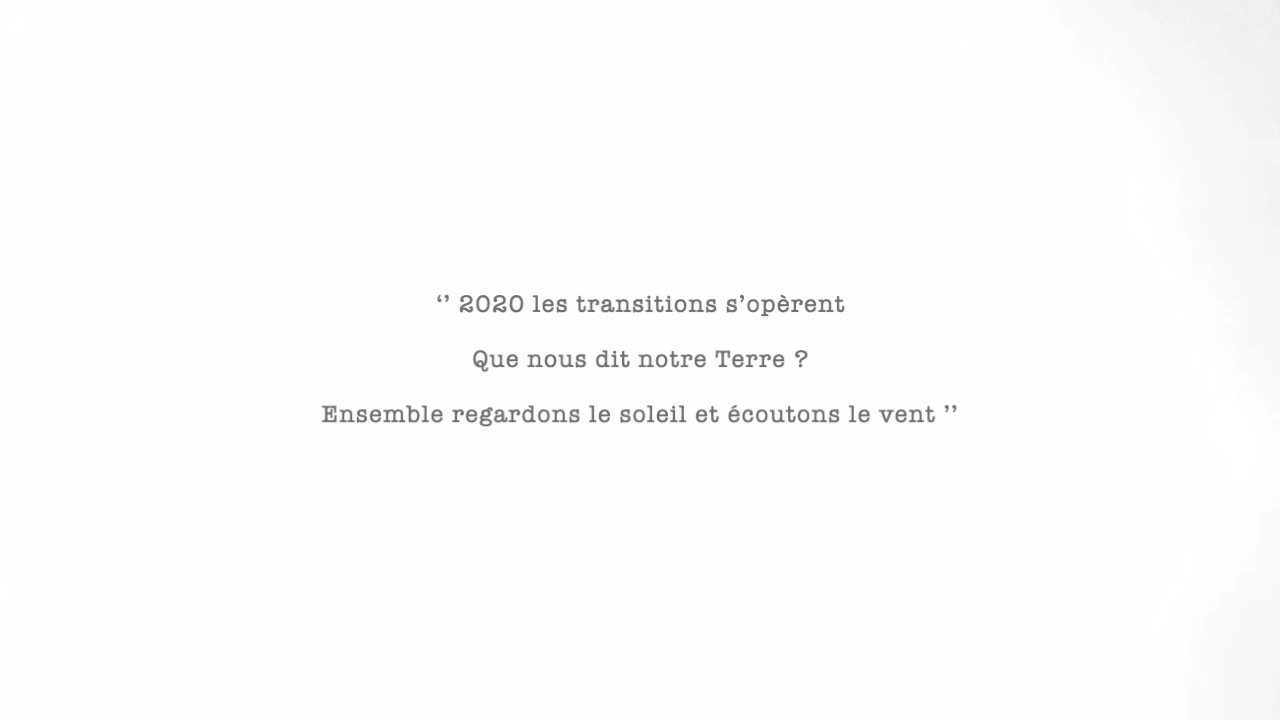 ‘’ 2020 les transitions s’opèrent
Que nous dit notre Terre ?
Ensemble regardons le soleil et écoutons le vent ’’